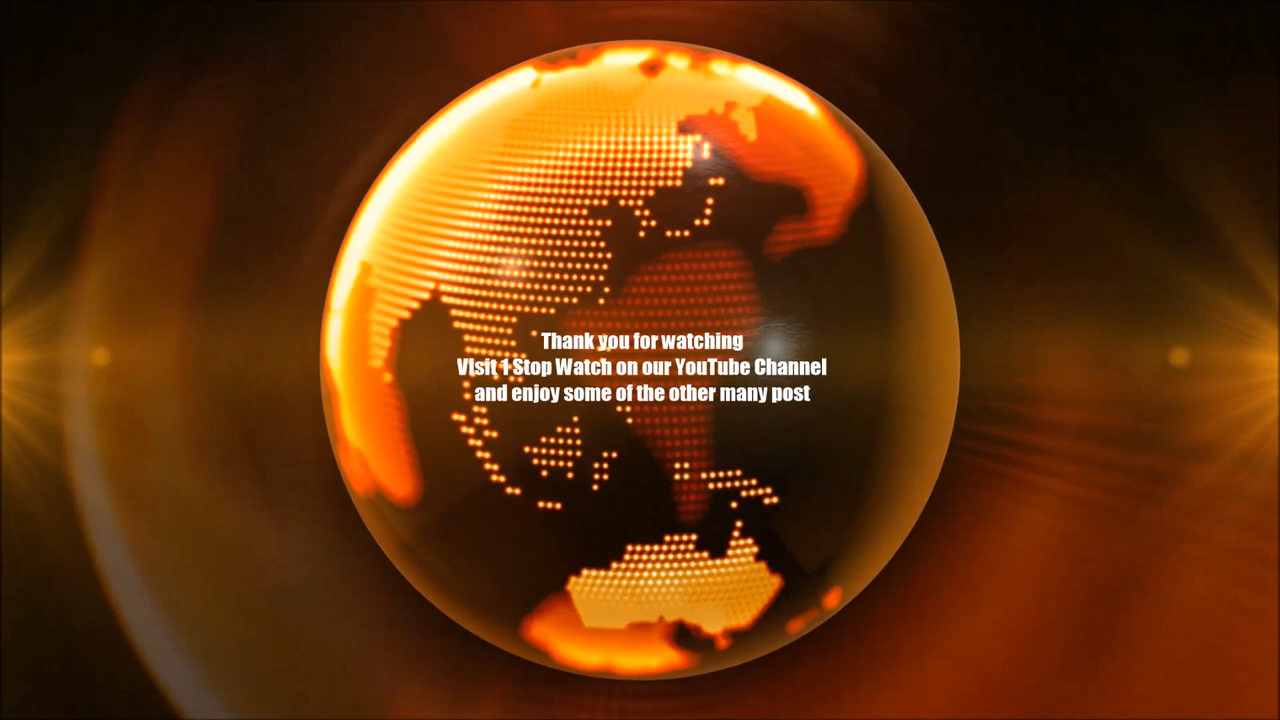 Thank you for watching
Visit 1 Stop Watch on our YouTube Channel
and enjoy some of the other many post